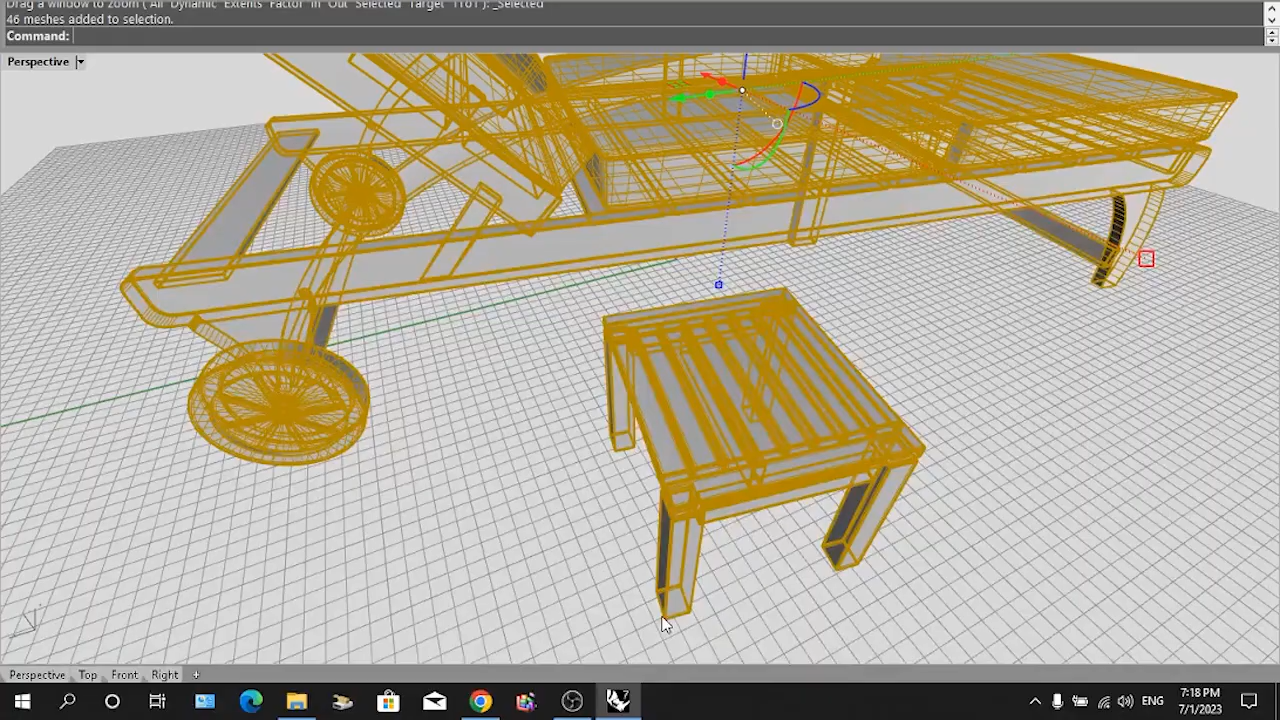 Drag a window to zoom ( All Dynamic Extents Factor In Out Selected Target 1To1 ): _Selected
46 meshes added to selection.
Command:
Perspective
Perspective Top Front Right
ENG
7:18 PM
7/1/2023